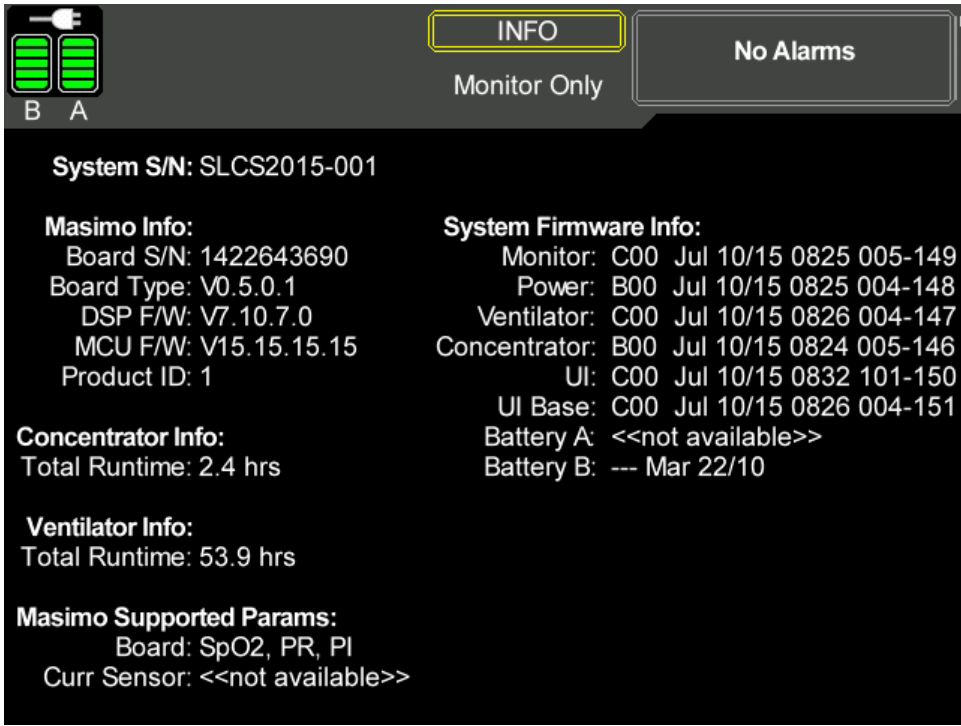 INFO
No Alarms
Monitor Only
B A
System S/N: SLCS2015-001
Masimo Info:
Board S/N: 1422643690
Board Type: V0.5.0.1
DSP F/W: V7.10.7.0
MCU F/W: V15.15.15.15
Product ID: 1
Concentrator Info:
Total Runtime: 2.4 hrs
Ventilator Info:
Total Runtime: 53.9 hrs
Masimo Supported Params:
Board: SpO2, PR, PI
Curr Sensor: <<not available>>
System Firmware Info:
Monitor: C00 Jul 10/15 0825 005-149
Power: B00 Jul 10/15 0825 004-148
Ventilator: C00 Jul 10/15 0826 004-147
Concentrator: B00 Jul 10/15 0824 005-146
UI: C00 Jul 10/15 0832 101-150
UI Base: C00 Jul 10/15 0826 004-151
Battery A: <<not available>>
Battery B: --- Mar 22/10